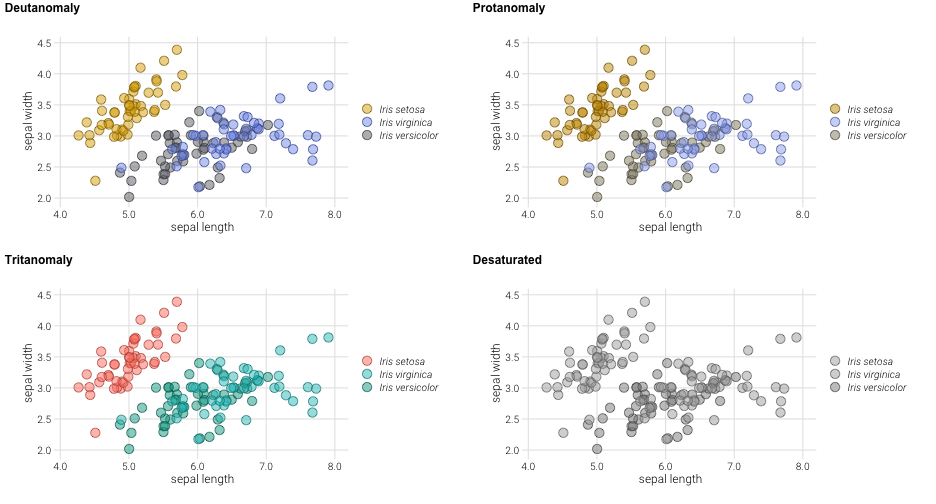 Deutanomaly
4.5
4.0
3.5
3.0
2.5
2.0
sepal width
4.0 5.0 6.0 7.0 8.0
sepal length
Iris setosa
Iris virginica
Iris versicolor
Protanomaly
4.5
4.0
3.5
3.0
2.5
2.0
sepal width
4.0 5.0 6.0 7.0 8.0
sepal length
Iris setosa
Iris virginica
Iris versicolor
Tritanomaly
4.5
4.0
3.5
3.0
2.5
2.0
sepal width
4.0 5.0 6.0 7.0 8.0
sepal length
Iris setosa
Iris virginica
Iris versicolor
Desaturated
4.5
4.0
3.5
3.0
2.5
2.0
sepal width
4.0 5.0 6.0 7.0 8.0
sepal length
Iris setosa
Iris virginica
Iris versicolor